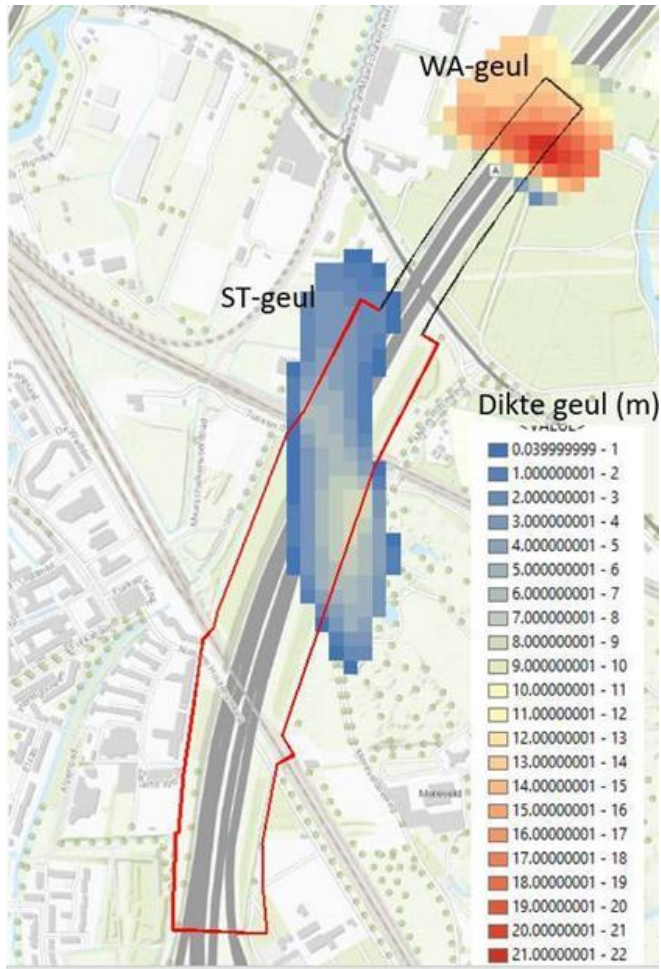 WA-geul
A
ST-geul
Dikte geul (m)
<VALUE>
0.039999999 - 1
1.000000001 - 2
2.000000001 - 3
3.000000001 - 4
4.000000001 - 5
5.000000001 - 6
6.000000001 - 7
7.000000001 - 8
8.000000001 - 9
9.000000001 - 10
10.00000001 - 11
11.00000001 - 12
12.00000001 - 13
13.00000001 - 14
14.00000001 - 15
15.00000001 - 16
16.00000001 - 17
17.00000001 - 18
18.00000001 - 19
19.00000001 - 20
20.00000001 - 21
21.00000001 - 22